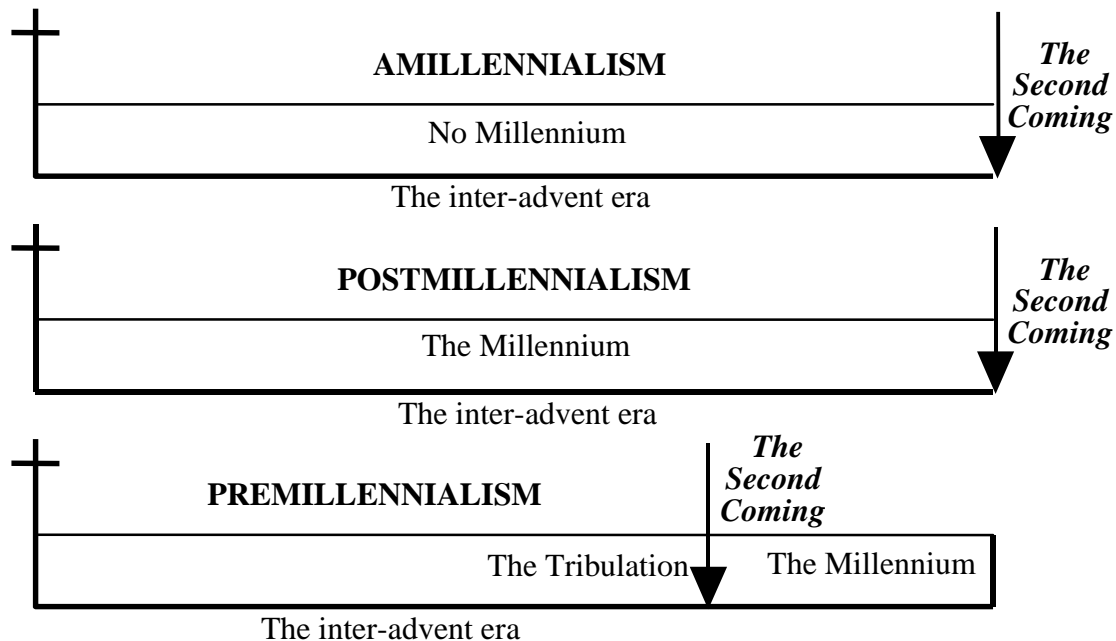 AMILLENNIALISM
The
Second
Coming
No Millennium
The inter-advent era
POSTMILLENNIALISM
The
Second
Coming
The Millennium
The inter-advent era
PREMILLENNIALISM
The
Second
Coming
The Tribulation
The Millennium
The inter-advent era